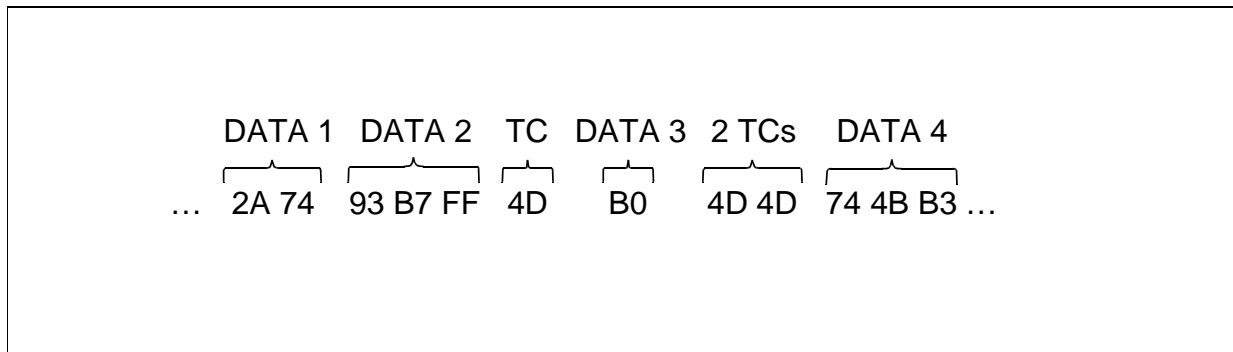 DATA 1 DATA 2 TC DATA 3 2 TCs DATA 4
… 2A 74 93 B7 FF 4D B0 4D 4D 74 4B B3 …